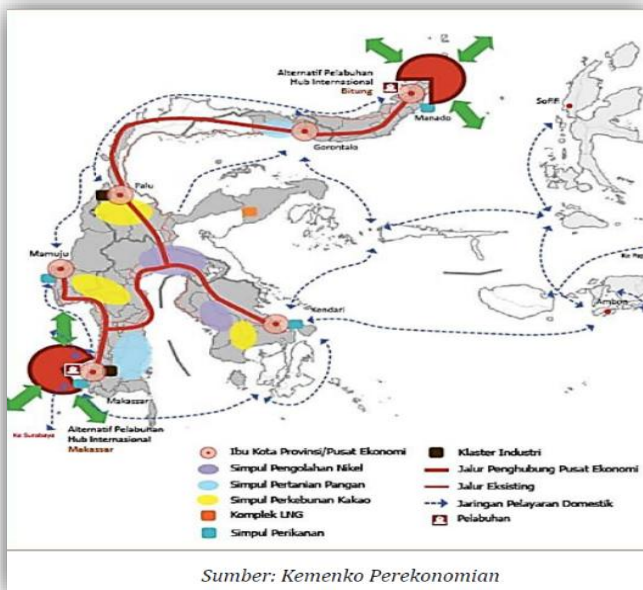 Alternatif Pelabuhan
Hub Internasional
Bitung
Manado
Gorontalo
Sofifi
Palu
Mamuju
Kendari
Ambon
Makassar
Ke Surabaya
Alternatif Pelabuhan
Hub Internasional
Makassar
Ibu Kota Provinsi/Pusat Ekonomi
Simpul Pengolahan Nikel
Simpul Pertanian Pangan
Simpul Perkebunan Kakao
Komplek LNG
Simpul Perikanan
Klaster Industri
Jalur Penghubung Pusat Ekonomi
Jalur Eksisting
Jaringan Pelayaran Domestik
Pelabuhan
Sumber: Kemenko Perekonomian